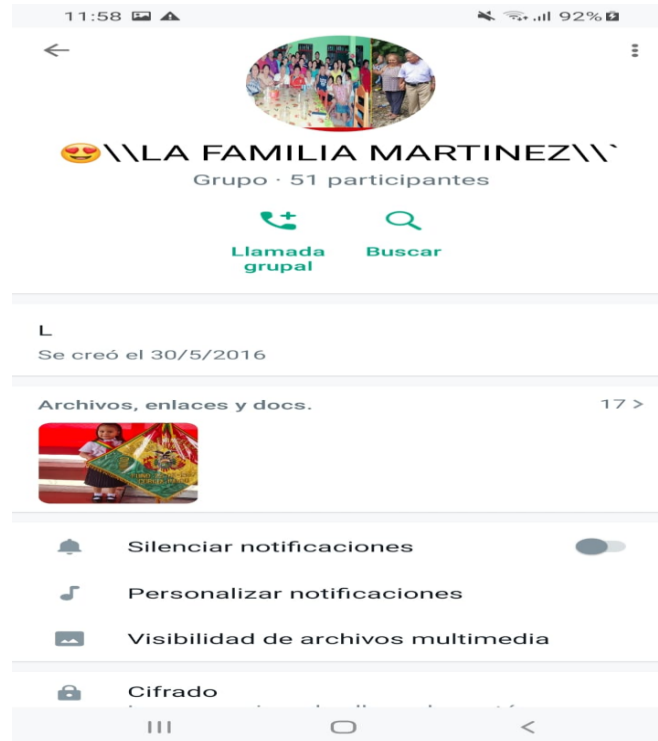 11:58 92%
😍\\LA FAMILIA MARTINEZ\\`
Grupo · 51 participantes
Llamada
grupal
Buscar
L
Se creó el 30/5/2016
Archivos, enlaces y docs. 17 >
Silenciar notificaciones
Personalizar notificaciones
Visibilidad de archivos multimedia
Cifrado